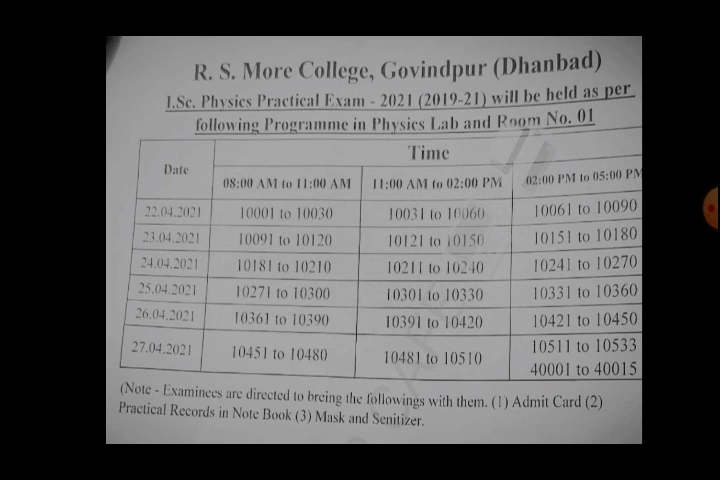 R. S. More College, Govindpur (Dhanbad)
I.Sc. Physics Practical Exam - 2021 (2019-21) will be held as per
following Programme in Physics Lab and Room No. 01
Date Time
08:00 AM to 11:00 AM 11:00 AM to 02:00 PM 02:00 PM to 05:00 PM
22.04.2021 10001 to 10030 10031 to 10060 10061 to 10090
23.04.2021 10091 to 10120 10121 to 10150 10151 to 10180
24.04.2021 10181 to 10210 10211 to 10240 10241 to 10270
25.04.2021 10271 to 10300 10301 to 10330 10331 to 10360
26.04.2021 10361 to 10390 10391 to 10420 10421 to 10450
27.04.2021 10451 to 10480 10481 to 10510 10511 to 10533
40001 to 40015
(Note - Examinees are directed to breing the followings with them. (1) Admit Card (2)
Practical Records in Note Book (3) Mask and Senitizer.